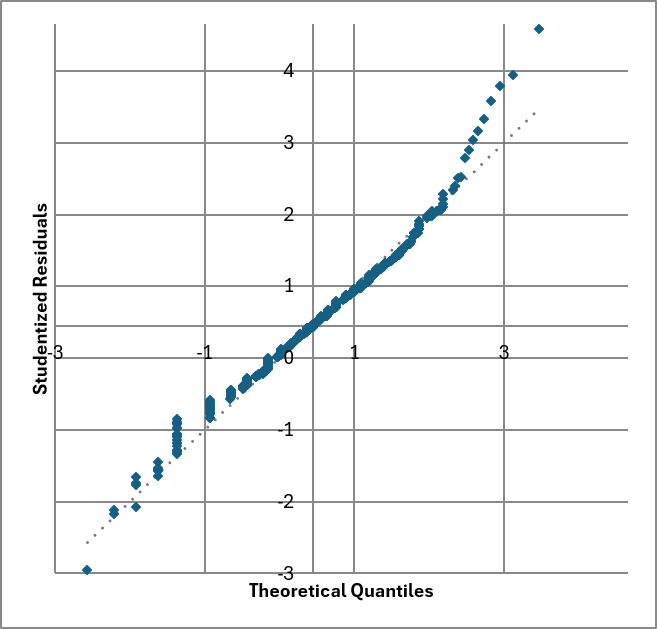 4
3
2
1
-3 -1 0 1 3
-1
-2
-3
Studentized Residuals
Theoretical Quantiles